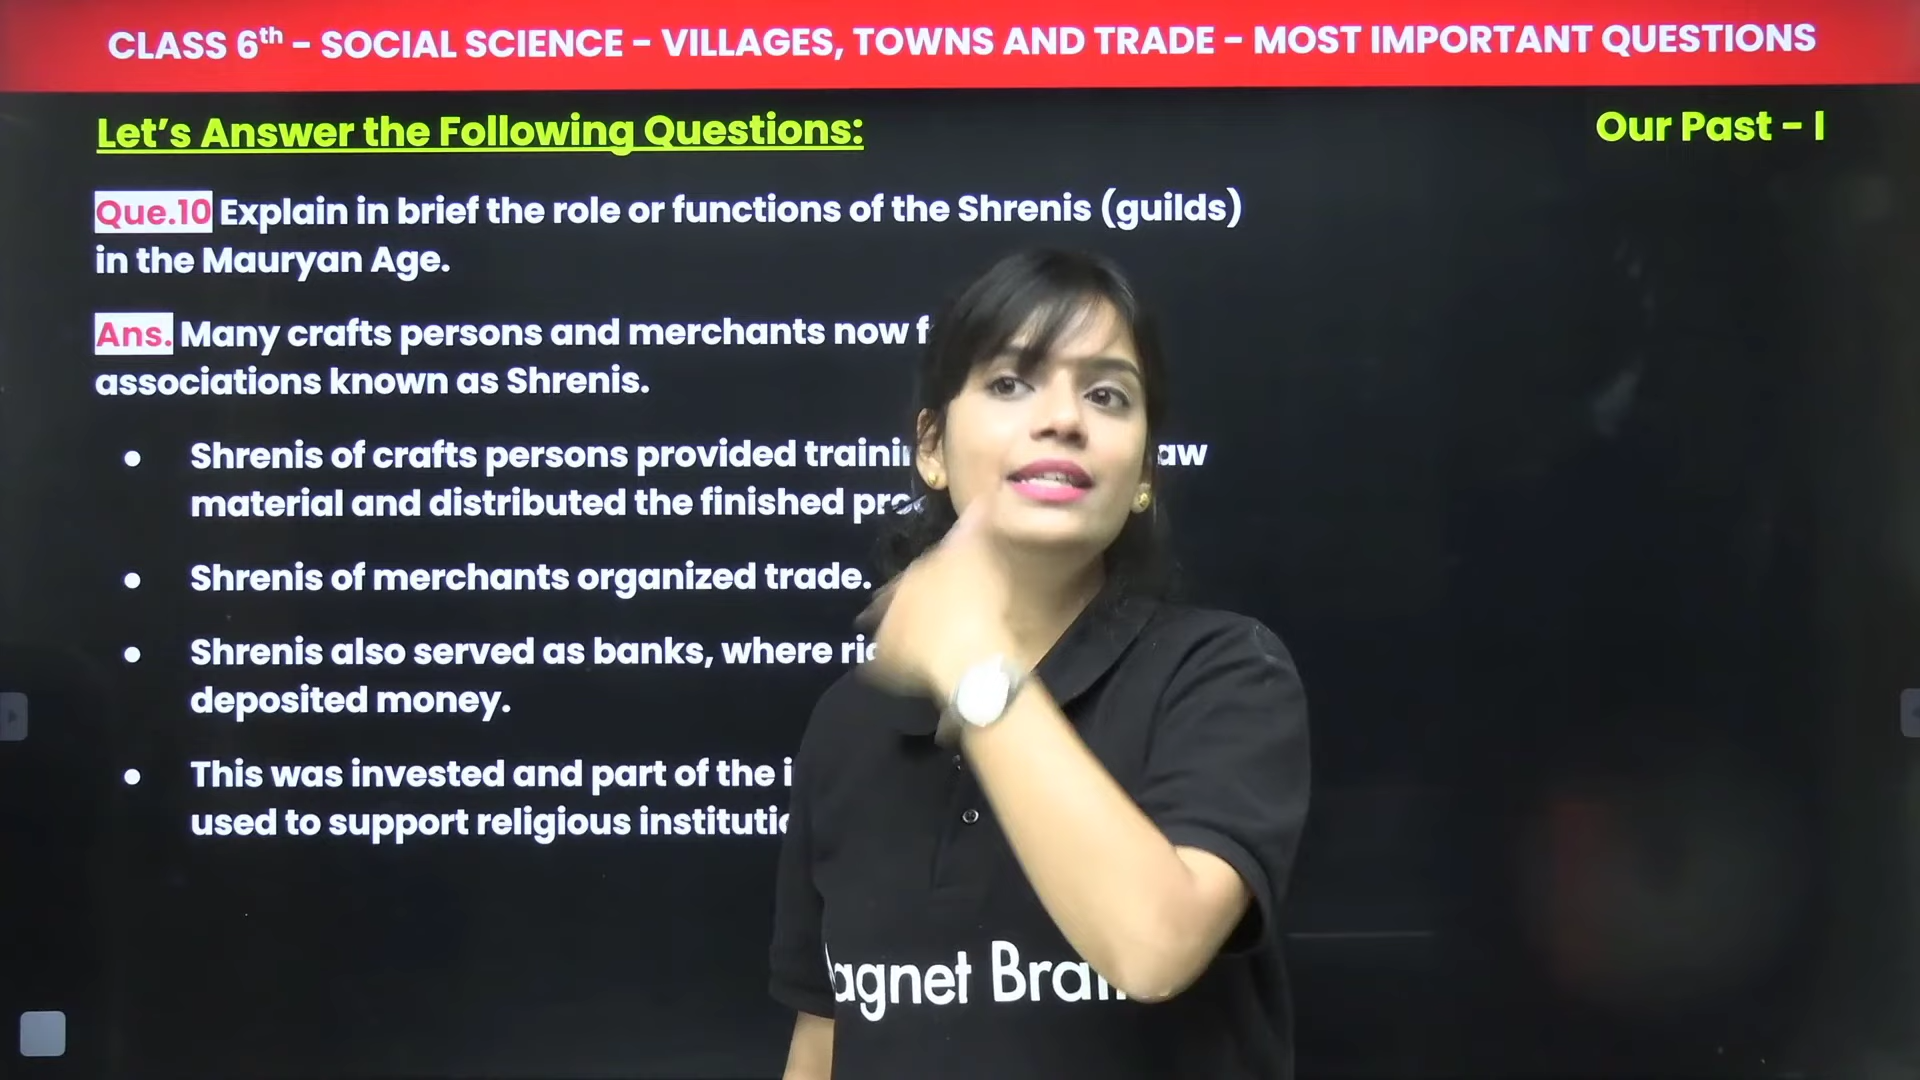 CLASS 6th - SOCIAL SCIENCE - VILLAGES, TOWNS AND TRADE - MOST IMPORTANT QUESTIONS
Let's Answer the Following Questions:
Our Past - I
Que.10 Explain in brief the role or functions of the Shrenis (guilds)
in the Mauryan Age.
Ans. Many crafts persons and merchants now
associations known as Shrenis.
Shrenis of crafts persons provided
material and distributed the finished
Shrenis of merchants organized trade.
Shrenis also served as banks, where
deposited money.
This was invested and part of the
used to support religious